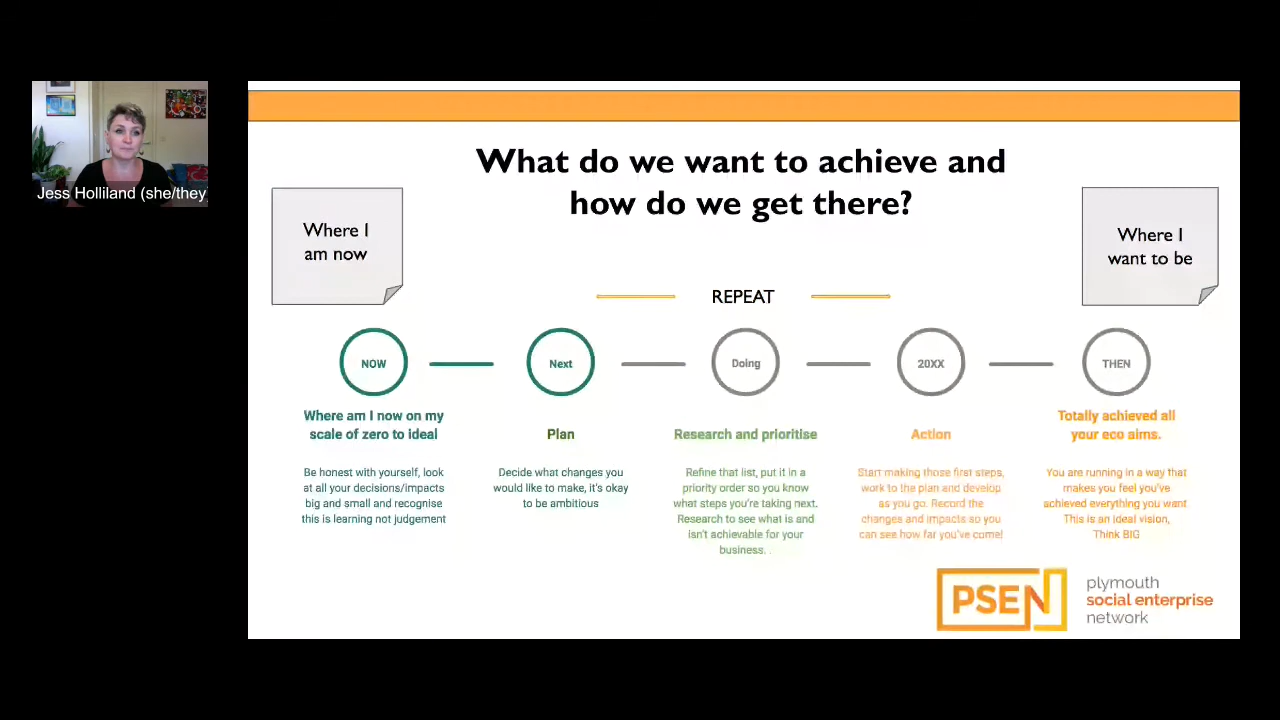 Jess Holliland (she/they
What do we want to achieve and
how do we get there?
Where I
am now
Where I
want to be
REPEAT
NOW
Next
Doing
20XX
THEN
Where am I now on my
scale of zero to ideal
Be honest with yourself, look
at all your decisions/impacts
big and small and recognise
this is learning not judgement
Plan
Decide what changes you
would like to make, it's okay
to be ambitious
Research and prioritise
Refine that list, put it in a
priority order so you know
what steps you're taking next.
Research to see what is and
isn't achievable for your
business. .
Action
Start making those first steps,
work to the plan and develop
as you go. Record the
changes and impacts so you
can see how far you've come!
Totally achieved all
your eco aims.
You are running in a way that
makes you feel you've
achieved everything you want
This is an ideal vision,
Think BIG
PSEN
plymouth
social enterprise
network